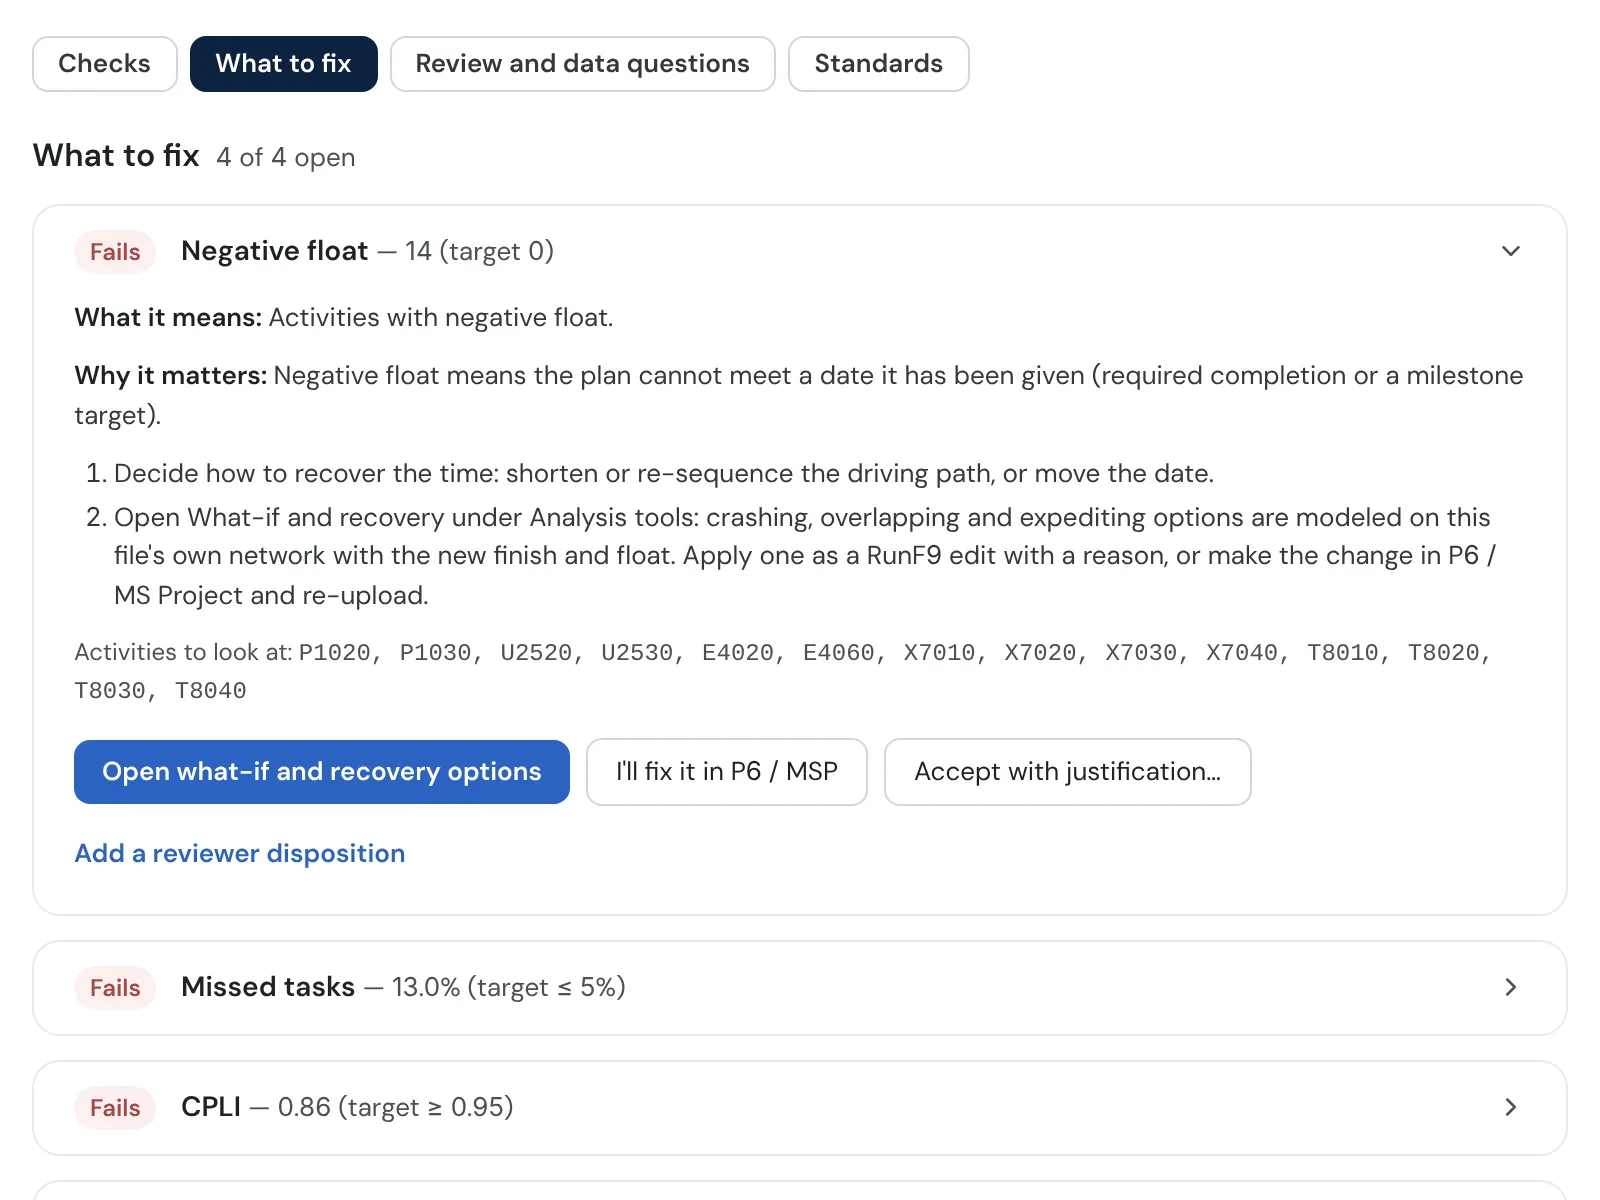 Checks
What to fix
Review and data questions
Standards
What to fix 4 of 4 open
Fails Negative float — 14 (target 0)
What it means: Activities with negative float.
Why it matters: Negative float means the plan cannot meet a date it has been given (required completion or a milestone
target).
1. Decide how to recover the time: shorten or re-sequence the driving path, or move the date.
2. Open What-if and recovery under Analysis tools: crashing, overlapping and expediting options are modeled on this
file's own network with the new finish and float. Apply one as a RunF9 edit with a reason, or make the change in P6 /
MS Project and re-upload.
Activities to look at: P1020, P1030, U2520, U2530, E4020, E4060, X7010, X7020, X7030, X7040, T8010, T8020,
T8030, T8040
Open what-if and recovery options
I'll fix it in P6 / MSP
Accept with justification...
Add a reviewer disposition
Fails Missed tasks — 13.0% (target ≤ 5%)
Fails CPLI — 0.86 (target ≥ 0.95)